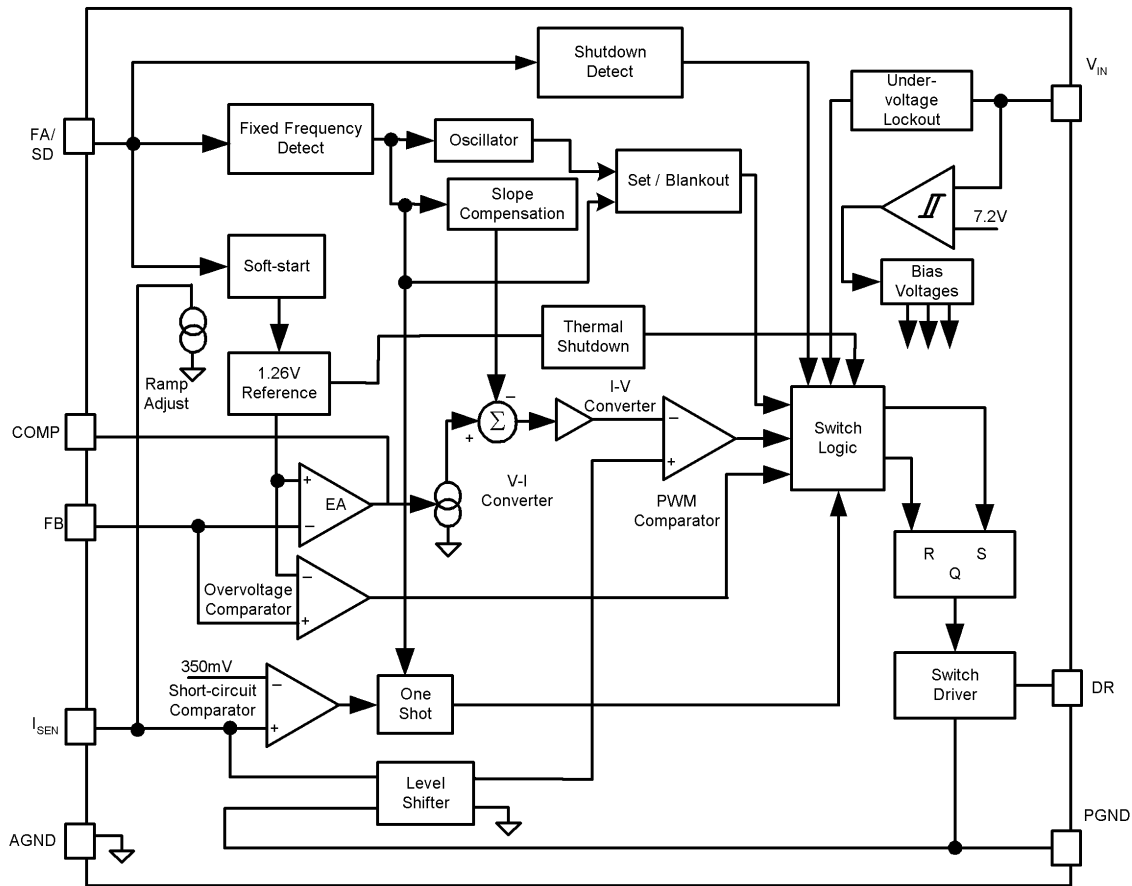 Shutdown
Detect
V_IN
Under-
voltage
Lockout
FA/
SD
Fixed Frequency
Detect
Oscillator
Set / Blankout
Slope
Compensation
7.2V
Soft-start
Bias
Voltages
Thermal
Shutdown
1.26V
Reference
Ramp
Adjust
I-V
Converter
−
Σ
+
−
+
Switch
Logic
COMP
V-I
Converter
PWM
Comparator
+
EA
−
FB
R S
Q
−
Overvoltage
Comparator
+
350mV
−
Short-circuit
Comparator
+
One
Shot
Switch
Driver
DR
I_SEN
Level
Shifter
PGND
AGND